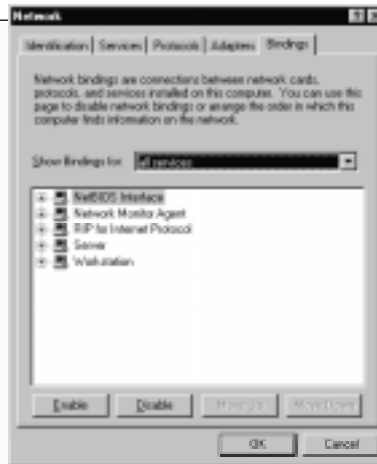 Network
Identification Services Protocols Adapters Bindings
Network bindings are connections between network cards,
protocols, and services installed on this computer. You can use this
page to disable network bindings or arrange the order in which this
computer finds information on the network.
Show Bindings for: all services
NetBIOS Interface
Network Monitor Agent
RIP for Internet Protocol
Server
Workstation
Enable Disable Move Up Move Down
OK Cancel